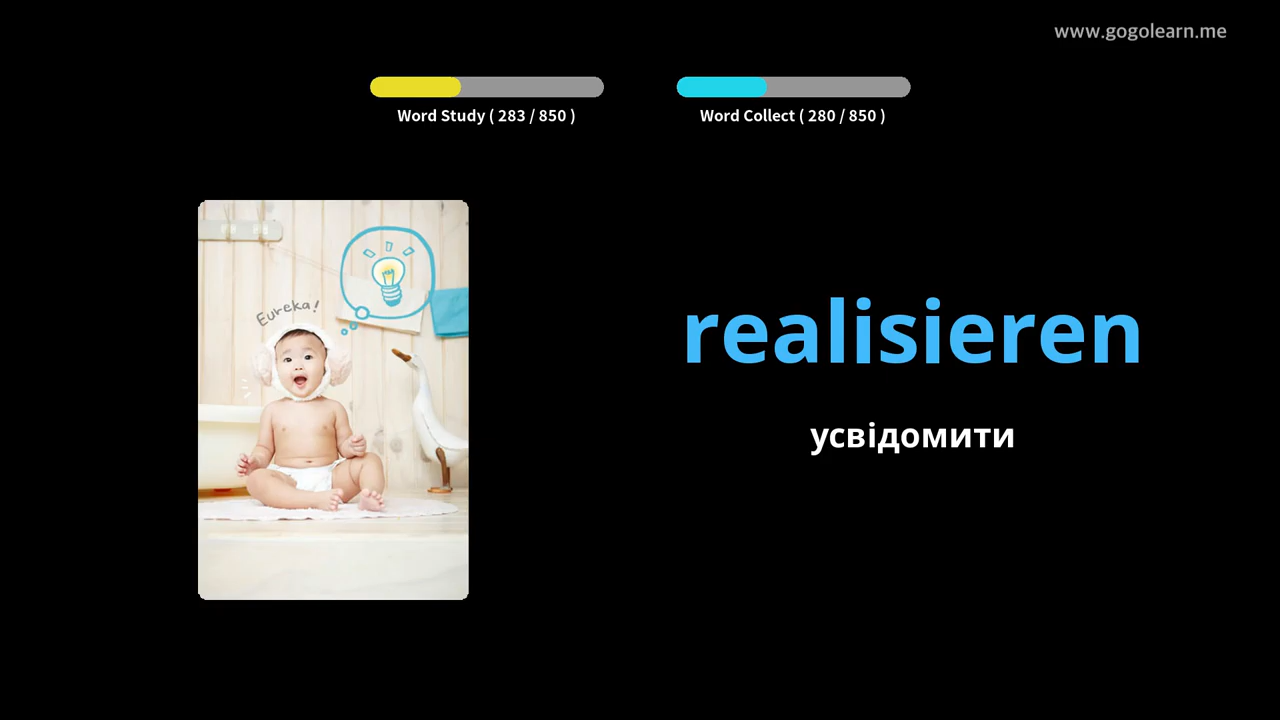 www.gogolearn.me
Word Study ( 283 / 850 )
Word Collect ( 280 / 850 )
Eureka!
realisieren
усвідомити